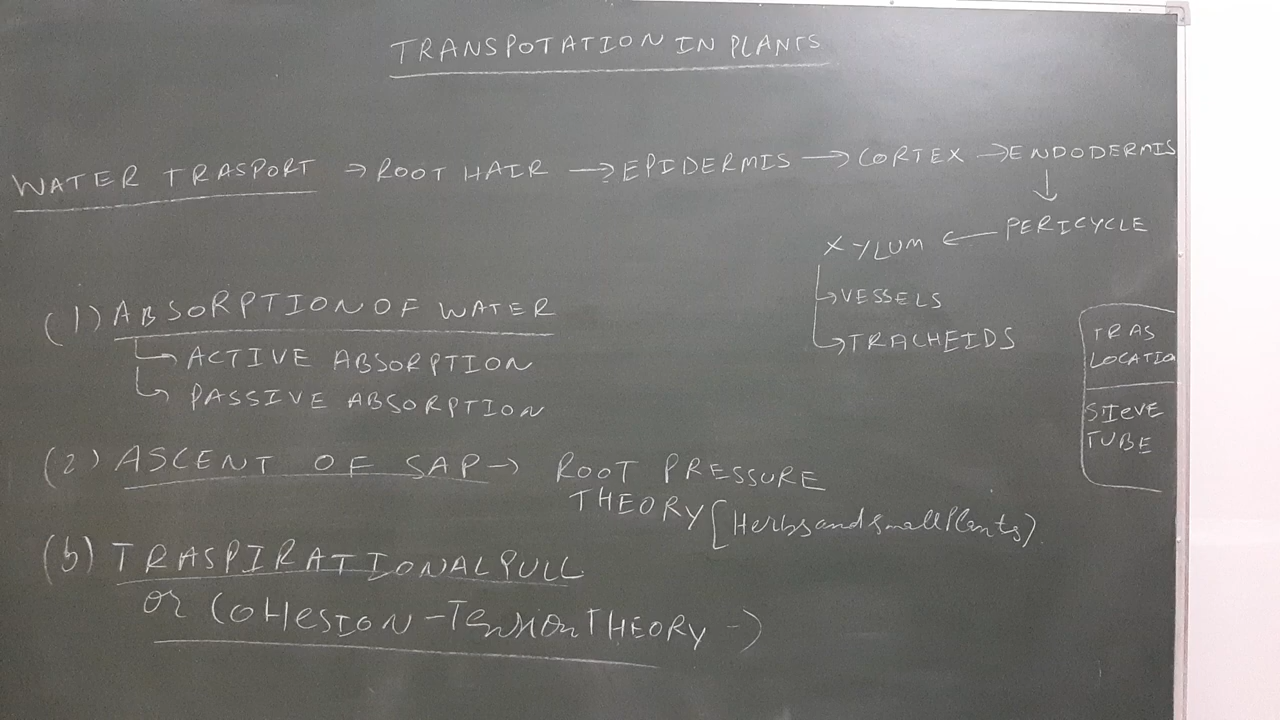 TRANSPOTATION IN PLANTS
WATER TRASPORT → ROOT HAIR → EPIDERMIS → CORTEX → ENDODERMIS
↓
XYLUM ← PERICYCLE
↳ VESSELS
↳ TRACHEIDS
(1) ABSORPTION OF WATER
↳ ACTIVE ABSORPTION
↳ PASSIVE ABSORPTION
(2) ASCENT OF SAP → ROOT PRESSURE
THEORY [Herbs and small Plants)
(b) TRASPIRATIONAL PULL
or COHESION - Tension THEORY →
TRAS
LOCATIO
SIEVE
TUBE